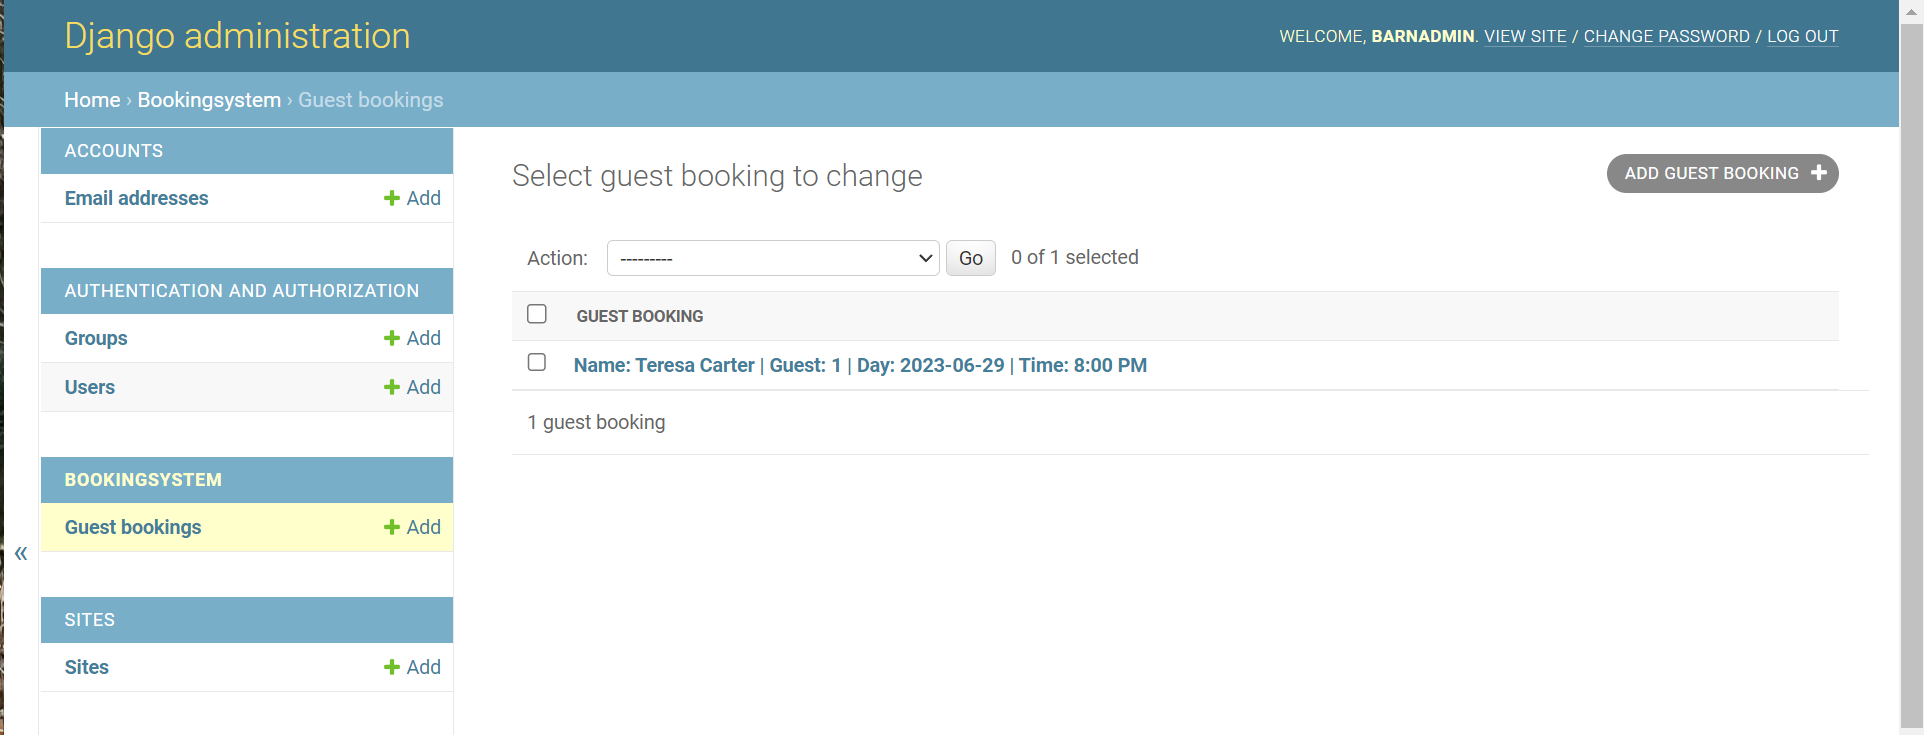 Django administration
WELCOME, BARNADMIN. VIEW SITE / CHANGE PASSWORD / LOG OUT
Home › Bookingsystem › Guest bookings
ACCOUNTS
Email addresses + Add
AUTHENTICATION AND AUTHORIZATION
Groups + Add
Users + Add
BOOKINGSYSTEM
Guest bookings + Add
«
SITES
Sites + Add
Select guest booking to change
ADD GUEST BOOKING +
Action: --------- Go 0 of 1 selected
GUEST BOOKING
Name: Teresa Carter | Guest: 1 | Day: 2023-06-29 | Time: 8:00 PM
1 guest booking